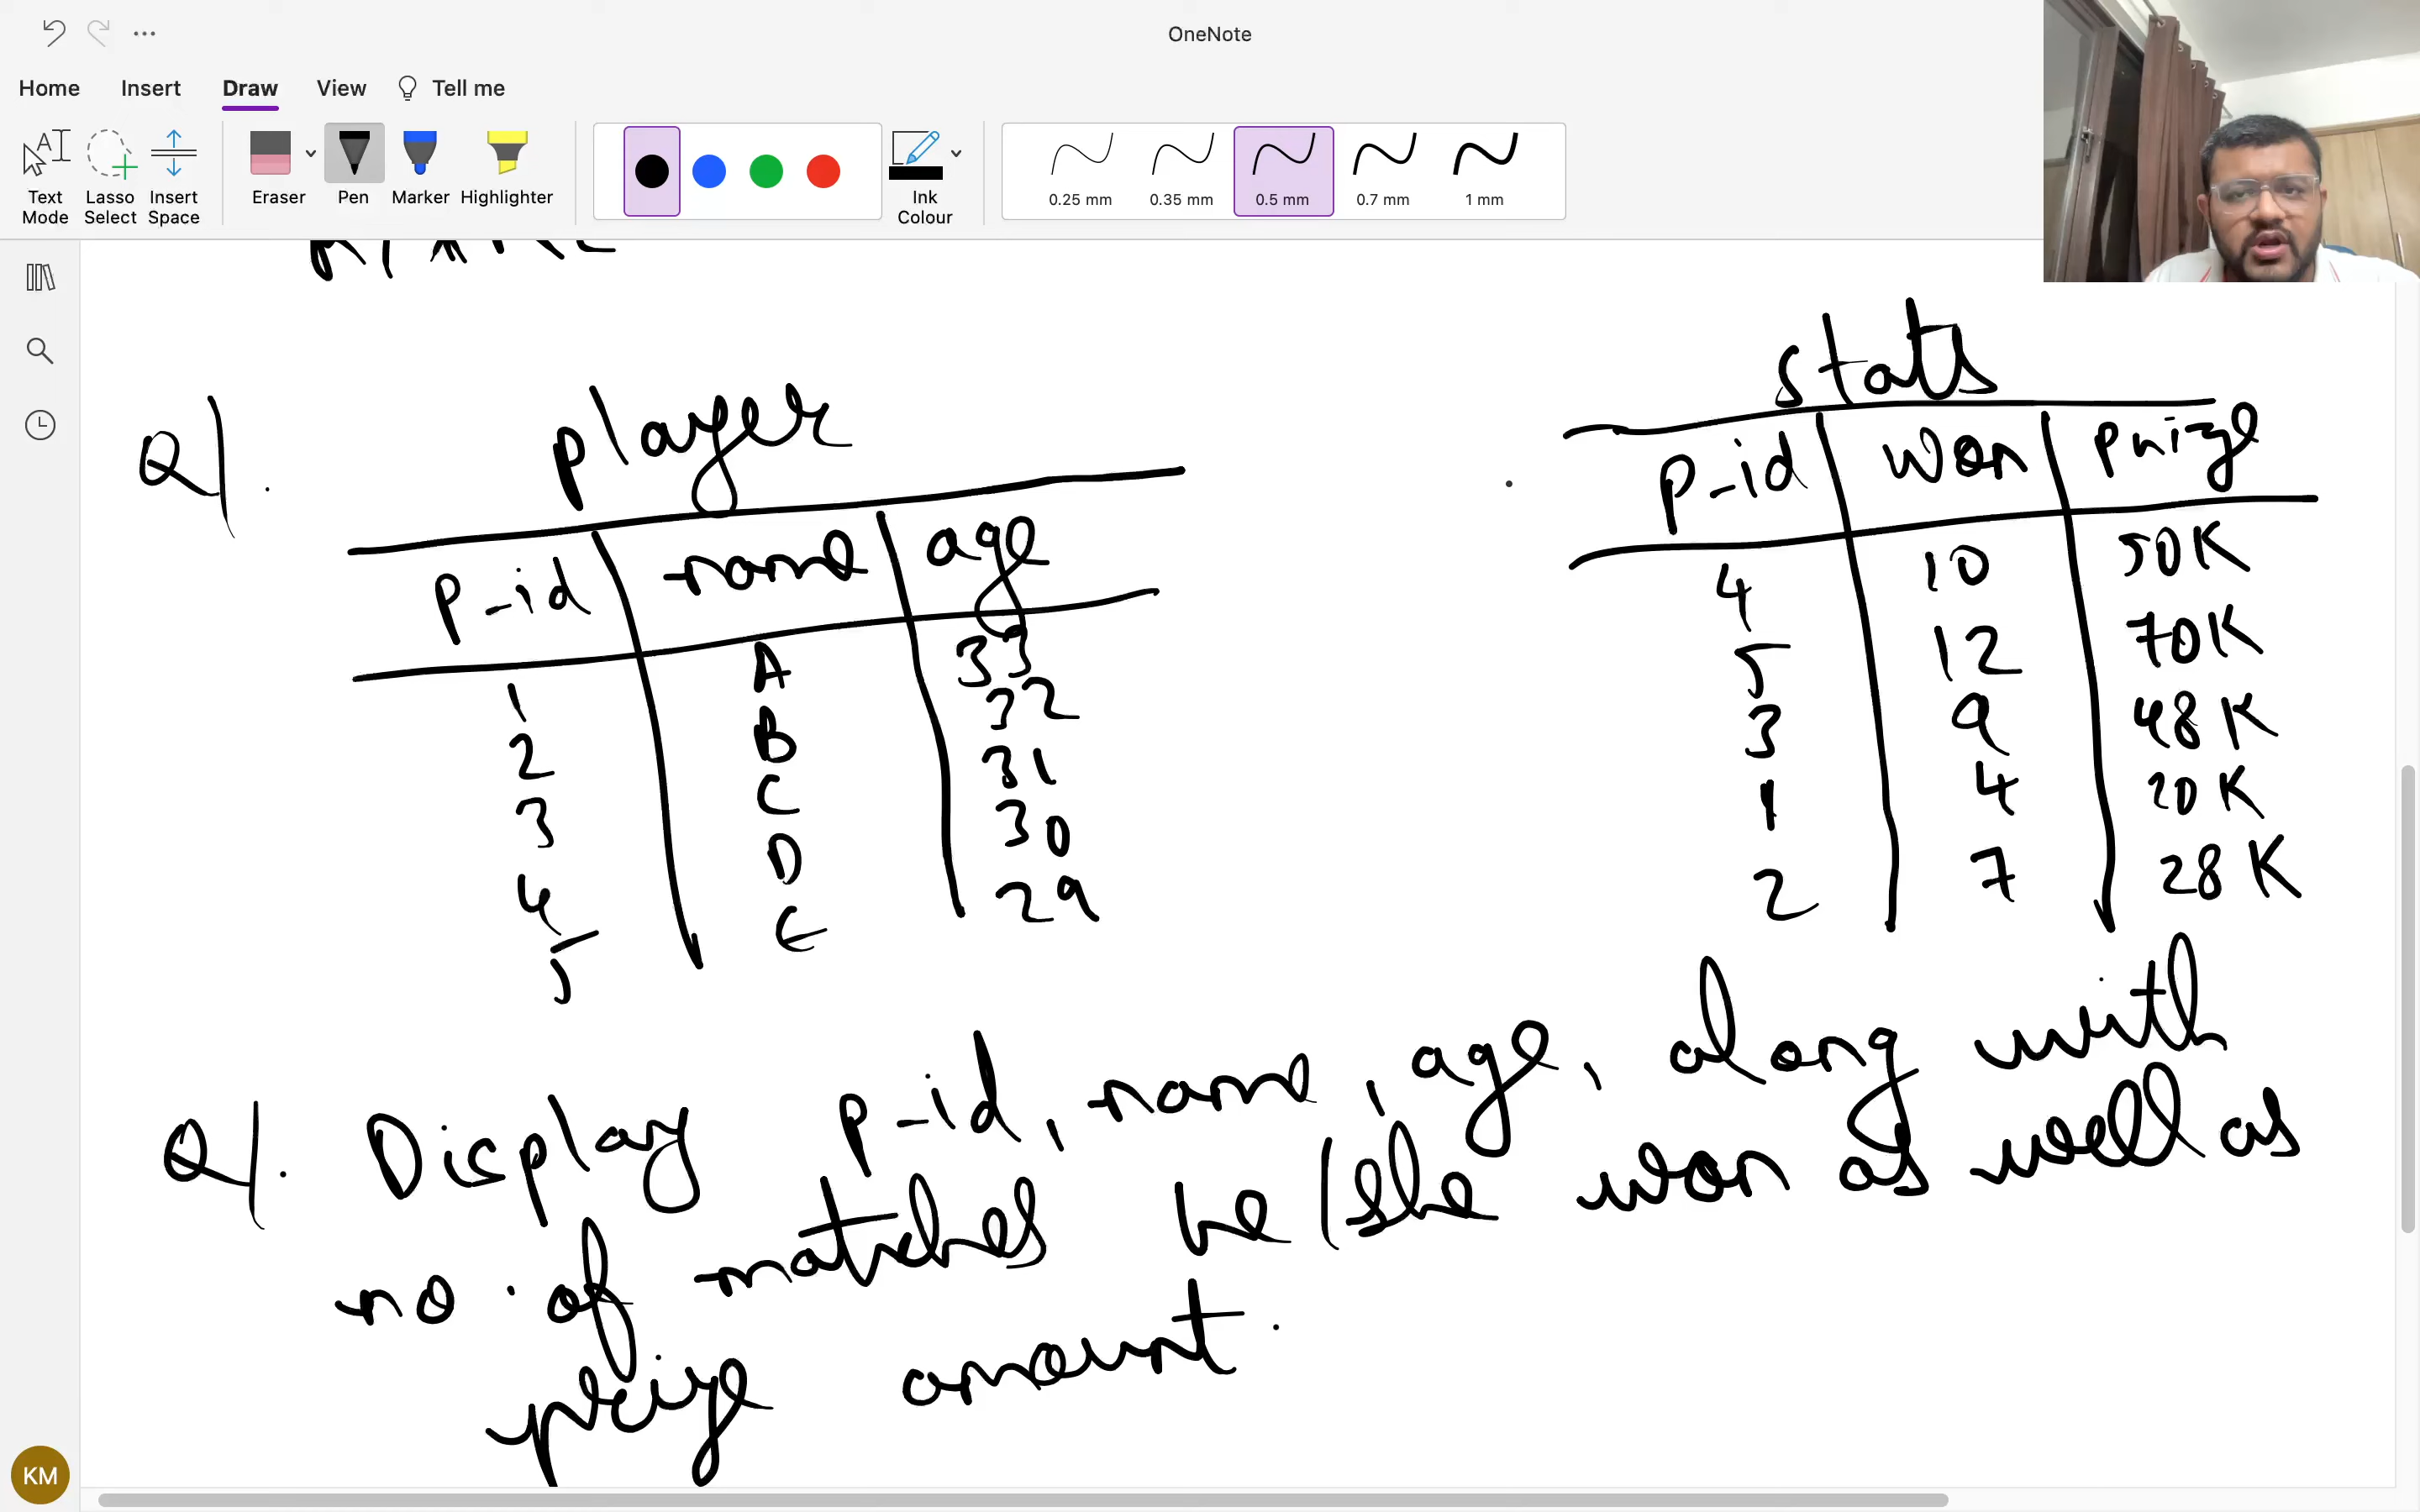 OneNote
Home Insert Draw View Tell me
Text Mode Lasso Select Insert Space Eraser Pen Marker Highlighter Ink Colour 0.25 mm 0.35 mm 0.5 mm 0.7 mm 1 mm
Q1. player
p-id name age
1 A 33
2 B 32
3 C 31
4 D 30
5 E 29
stats
p-id won prize
4 10 50K
5 12 70K
3 9 48K
1 4 20K
2 7 28K
Q1. Display p-id, name, age, along with
no. of matches he/she won as well as
prize amount.
KM